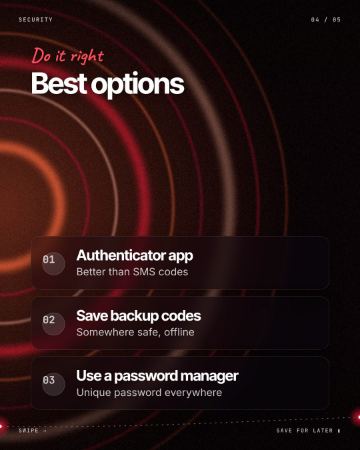 SECURITY
04 / 05
Do it right
Best options
01
Authenticator app
Better than SMS codes
02
Save backup codes
Somewhere safe, offline
03
Use a password manager
Unique password everywhere
SWIPE →
SAVE FOR LATER